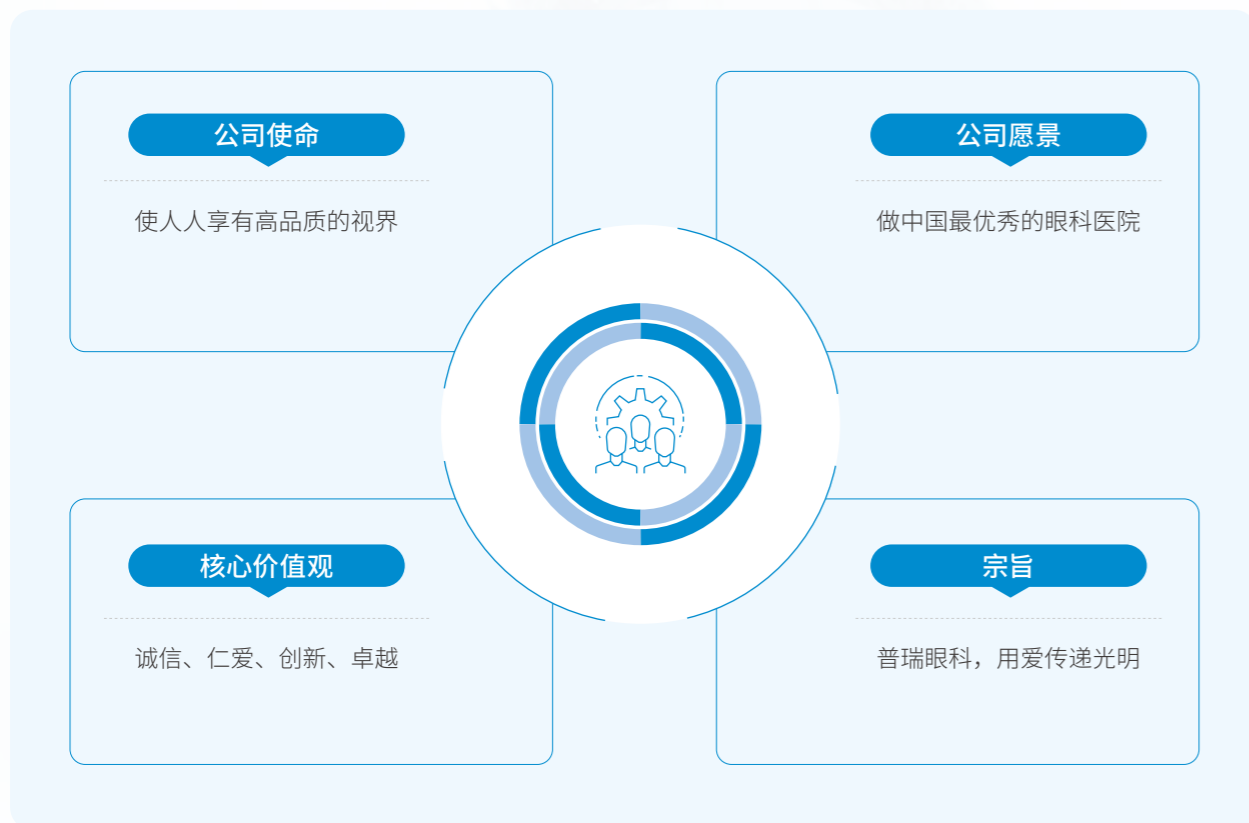 公司使命
使人人享有高品质的视界
公司愿景
做中国最优秀的眼科医院
核心价值观
诚信、仁爱、创新、卓越
宗旨
普瑞眼科，用爱传递光明